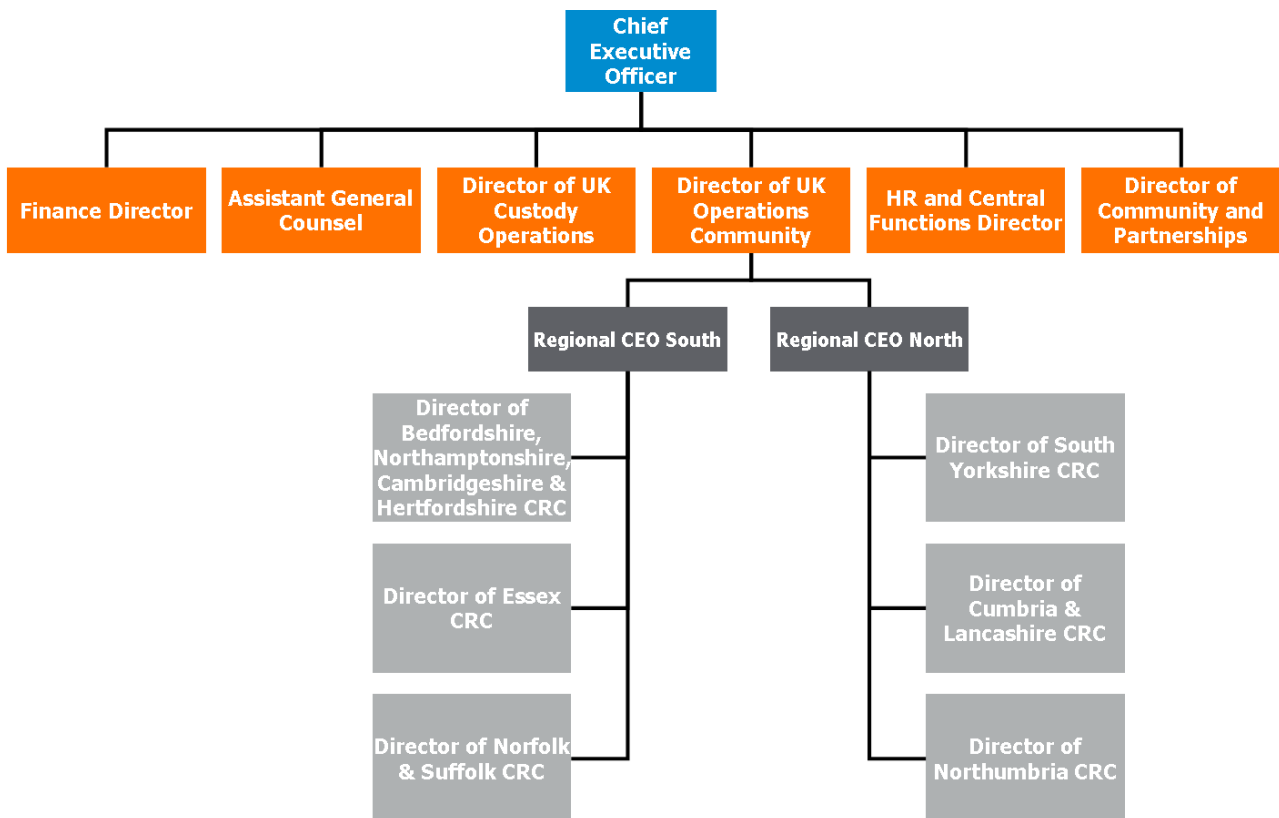 Chief
Executive
Officer
Finance Director
Assistant General
Counsel
Director of UK
Custody
Operations
Director of UK
Operations
Community
HR and Central
Functions Director
Director of
Community and
Partnerships
Regional CEO South
Regional CEO North
Director of
Bedfordshire,
Northamptonshire,
Cambridgeshire &
Hertfordshire CRC
Director of South
Yorkshire CRC
Director of Essex
CRC
Director of
Cumbria &
Lancashire CRC
Director of Norfolk
& Suffolk CRC
Director of
Northumbria CRC